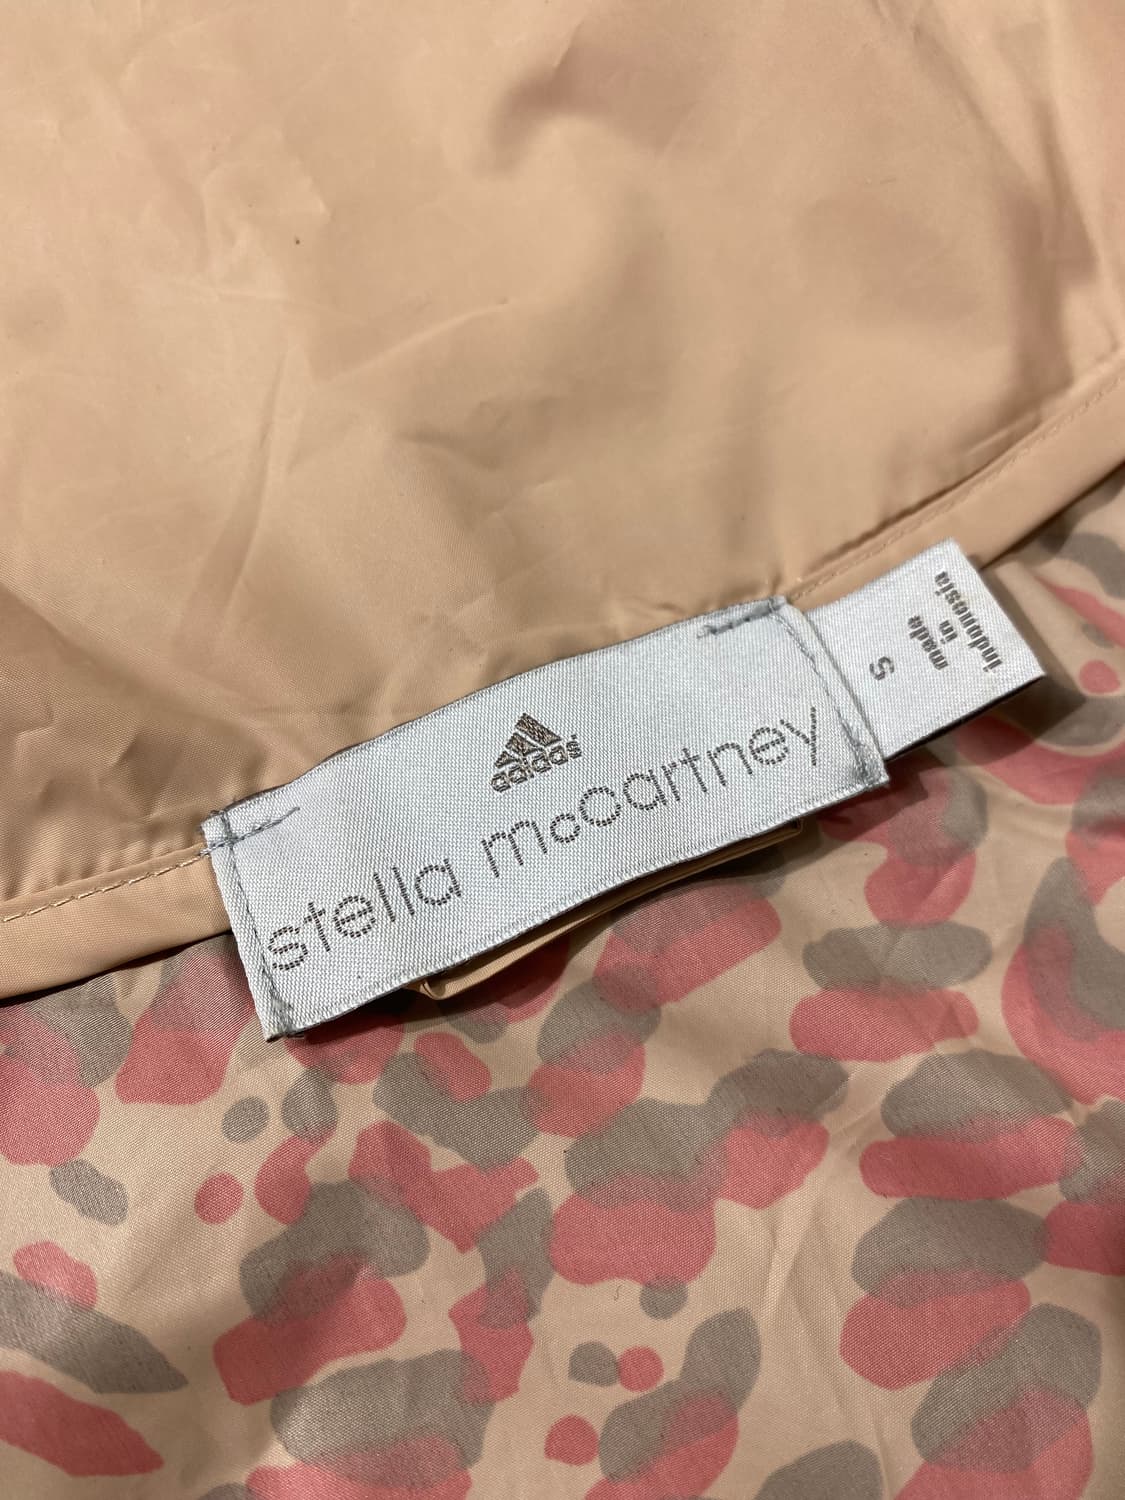 adidas
stella mccartney
S
made
in
indonesia